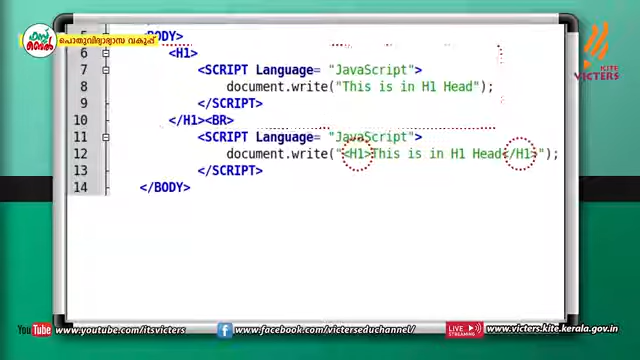 ഫസ്റ്റ് ബെൽ
പൊതുവിദ്യാഭ്യാസ വകുപ്പ്
KITE
VICTERS
5 <BODY>
6 <H1>
7 <SCRIPT Language= "JavaScript">
8 document.write("This is in H1 Head");
9 </SCRIPT>
10 </H1><BR>
11 <SCRIPT Language= "JavaScript">
12 document.write("<H1>This is in H1 Head</H1>");
13 </SCRIPT>
14 </BODY>
YouTube www.youtube.com/itsvicters
f www.facebook.com/victerseduchannel/
LIVE STREAMING www.victers.kite.kerala.gov.in